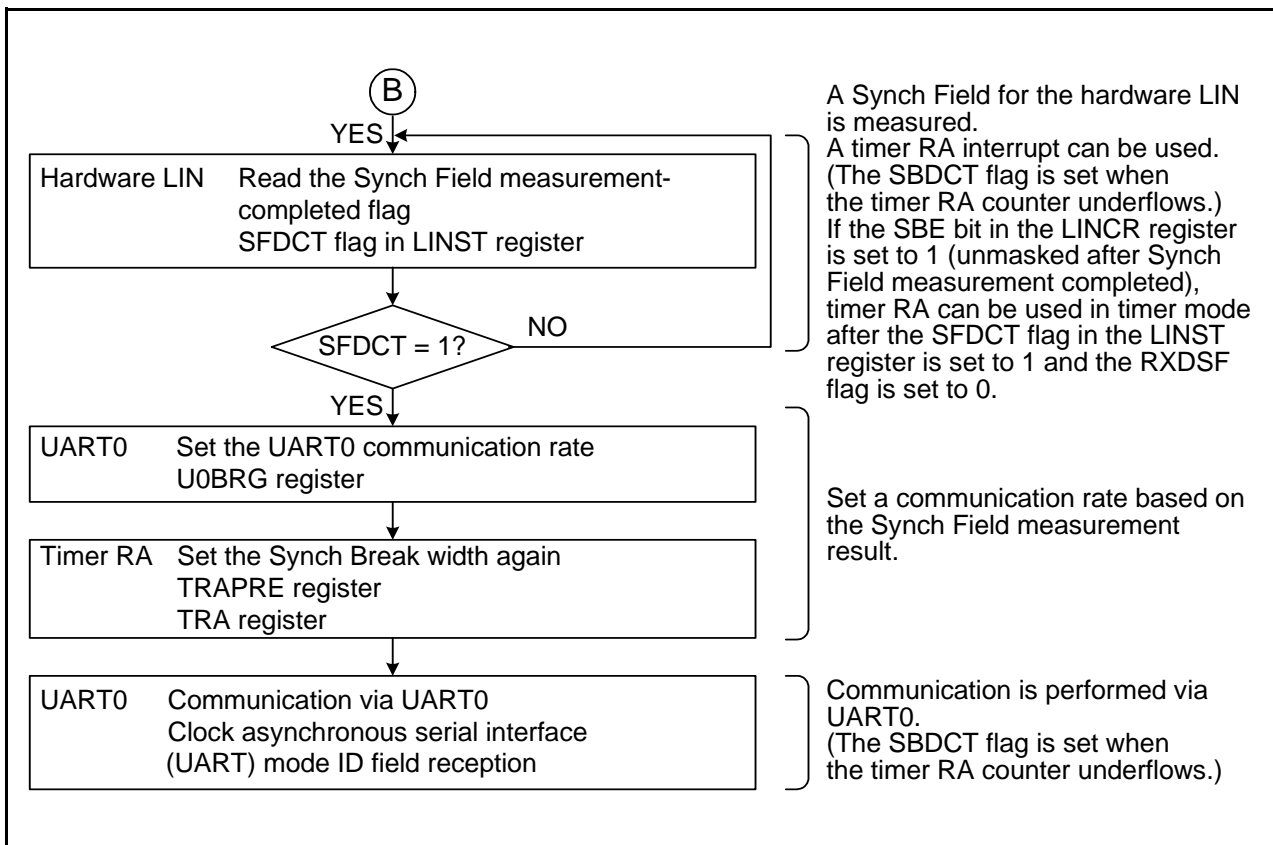 B
YES
Hardware LIN Read the Synch Field measurement-
completed flag
SFDCT flag in LINST register
A Synch Field for the hardware LIN
is measured.
A timer RA interrupt can be used.
(The SBDCT flag is set when
the timer RA counter underflows.)
If the SBE bit in the LINCR register
is set to 1 (unmasked after Synch
Field measurement completed),
timer RA can be used in timer mode
after the SFDCT flag in the LINST
register is set to 1 and the RXDSF
flag is set to 0.
SFDCT = 1?
NO
YES
UART0 Set the UART0 communication rate
U0BRG register
Timer RA Set the Synch Break width again
TRAPRE register
TRA register
Set a communication rate based on
the Synch Field measurement
result.
UART0 Communication via UART0
Clock asynchronous serial interface
(UART) mode ID field reception
Communication is performed via
UART0.
(The SBDCT flag is set when
the timer RA counter underflows.)